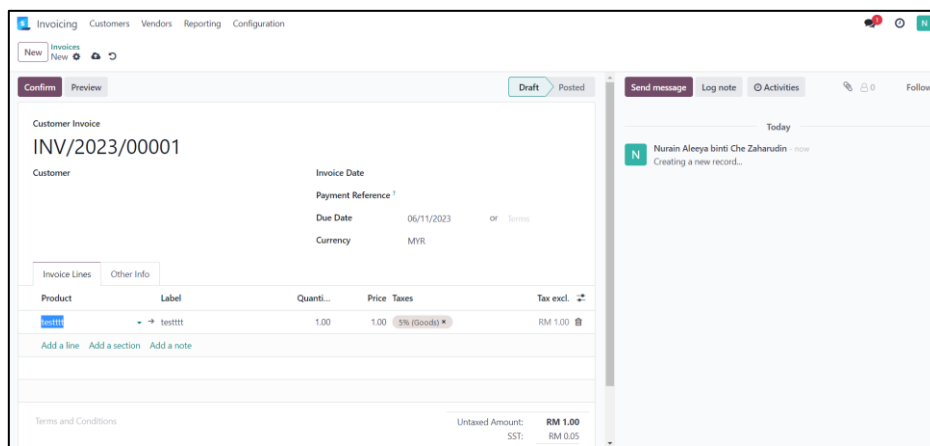 Invoicing Customers Vendors Reporting Configuration 1 N
New Invoices
New
Confirm Preview Draft Posted Send message Log note Activities 0 Follow
Today
Customer Invoice
INV/2023/00001
N Nurain Aleeya binti Che Zaharudin - now
Creating a new record...
Customer Invoice Date
Payment Reference ?
Due Date 06/11/2023 or Terms
Currency MYR
Invoice Lines Other Info
Product Label Quanti... Price Taxes Tax excl.
testttt testttt 1.00 1.00 5% (Goods) × RM 1.00
Add a line Add a section Add a note
Terms and Conditions Untaxed Amount: RM 1.00
SST: RM 0.05